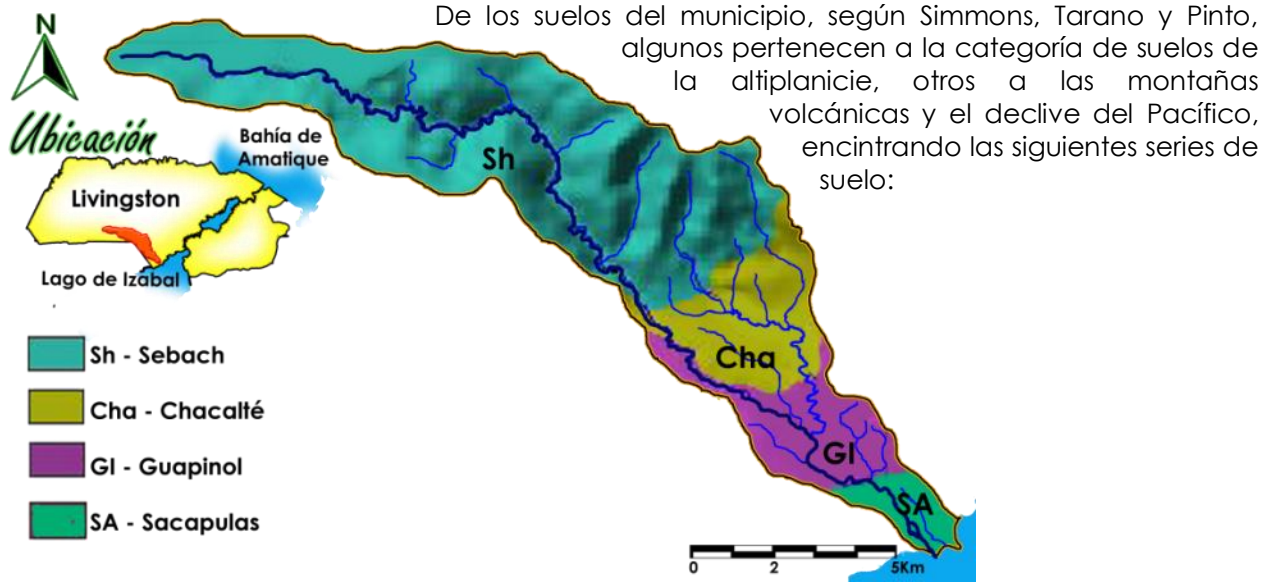 De los suelos del municipio, según Simmons, Tarano y Pinto,
algunos pertenecen a la categoría de suelos de
la altiplanicie, otros a las montañas
volcánicas y el declive del Pacífico,
encintrando las siguientes series de
suelo:
N
Ubicación
Bahía de
Amatique
Livingston
Lago de Izabal
Sh
Cha
GI
SA
Sh - Sebach
Cha - Chacalté
GI - Guapinol
SA - Sacapulas
0 2 5Km